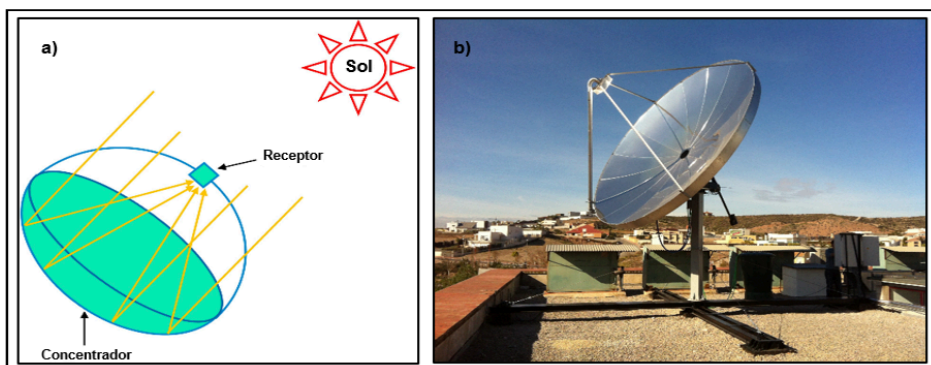 a)
Sol
Receptor
Concentrador
b)